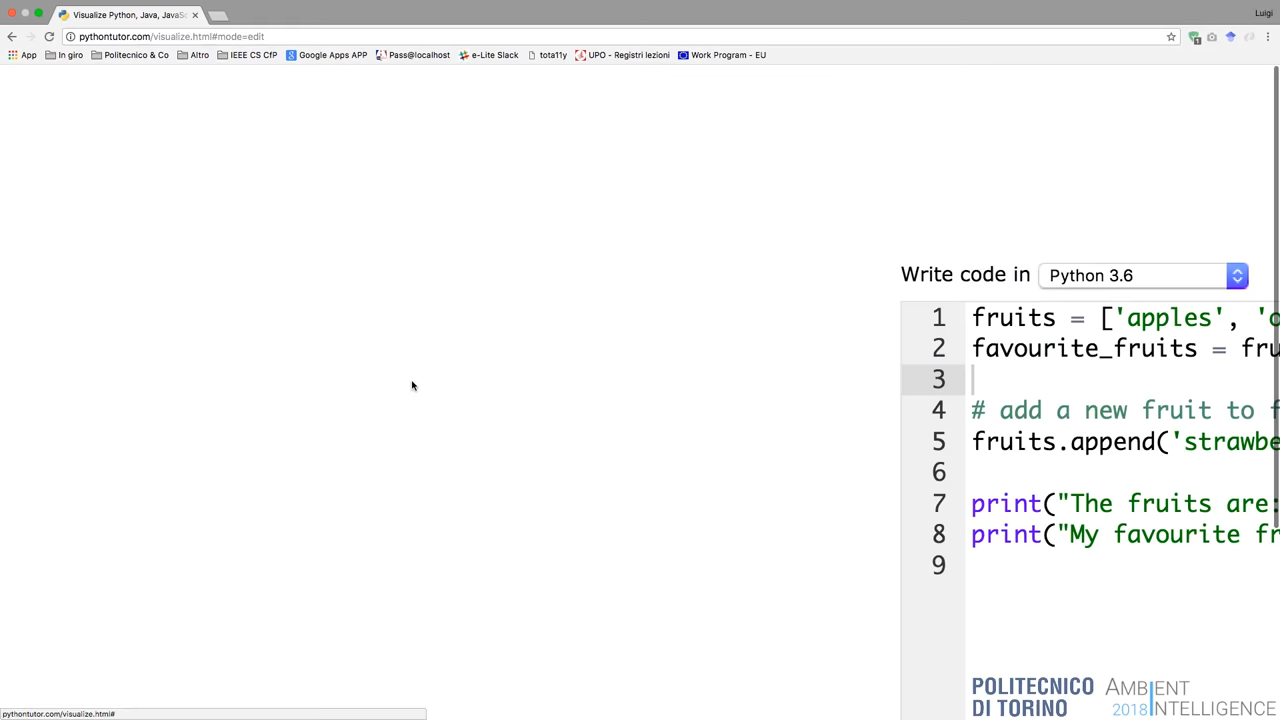 Visualize Python, Java, JavaSc
Luigi
pythontutor.com/visualize.html#mode=edit
App In giro Politecnico & Co Altro IEEE CS CfP Google Apps APP Pass@localhost e-Lite Slack tota11y UPO - Registri lezioni Work Program - EU
Write code in Python 3.6
1 fruits = ['apples', 'o
2 favourite_fruits = fru
3
4 # add a new fruit to f
5 fruits.append('strawbe
6
7 print("The fruits are:
8 print("My favourite fr
9
POLITECNICO
DI TORINO
AMBIENT
2018 INTELLIGENCE
pythontutor.com/visualize.html#